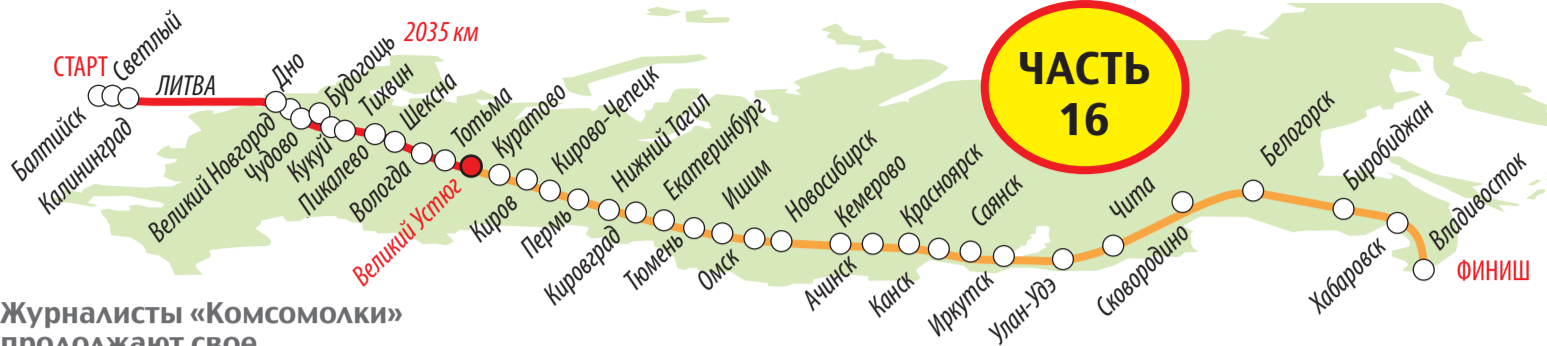 СТАРТ
Балтийск
Светлый
Калининград
ЛИТВА
Дно
Великий Новгород
Чудово
Будогощь
2035 км
Кукуй
Тихвин
Пикалево
Шексна
Вологда
Тотьма
Великий Устюг
Куратово
Киров
Кирово-Чепецк
Пермь
Нижний Тагил
Кировград
Екатеринбург
Тюмень
Ишим
Омск
Новосибирск
Кемерово
Ачинск
Красноярск
Канск
Саянск
Иркутск
Улан-Удэ
Чита
Сковородино
Белогорск
Биробиджан
Хабаровск
Владивосток
ФИНИШ
ЧАСТЬ
16
Журналисты «Комсомолки»
продолжают свое